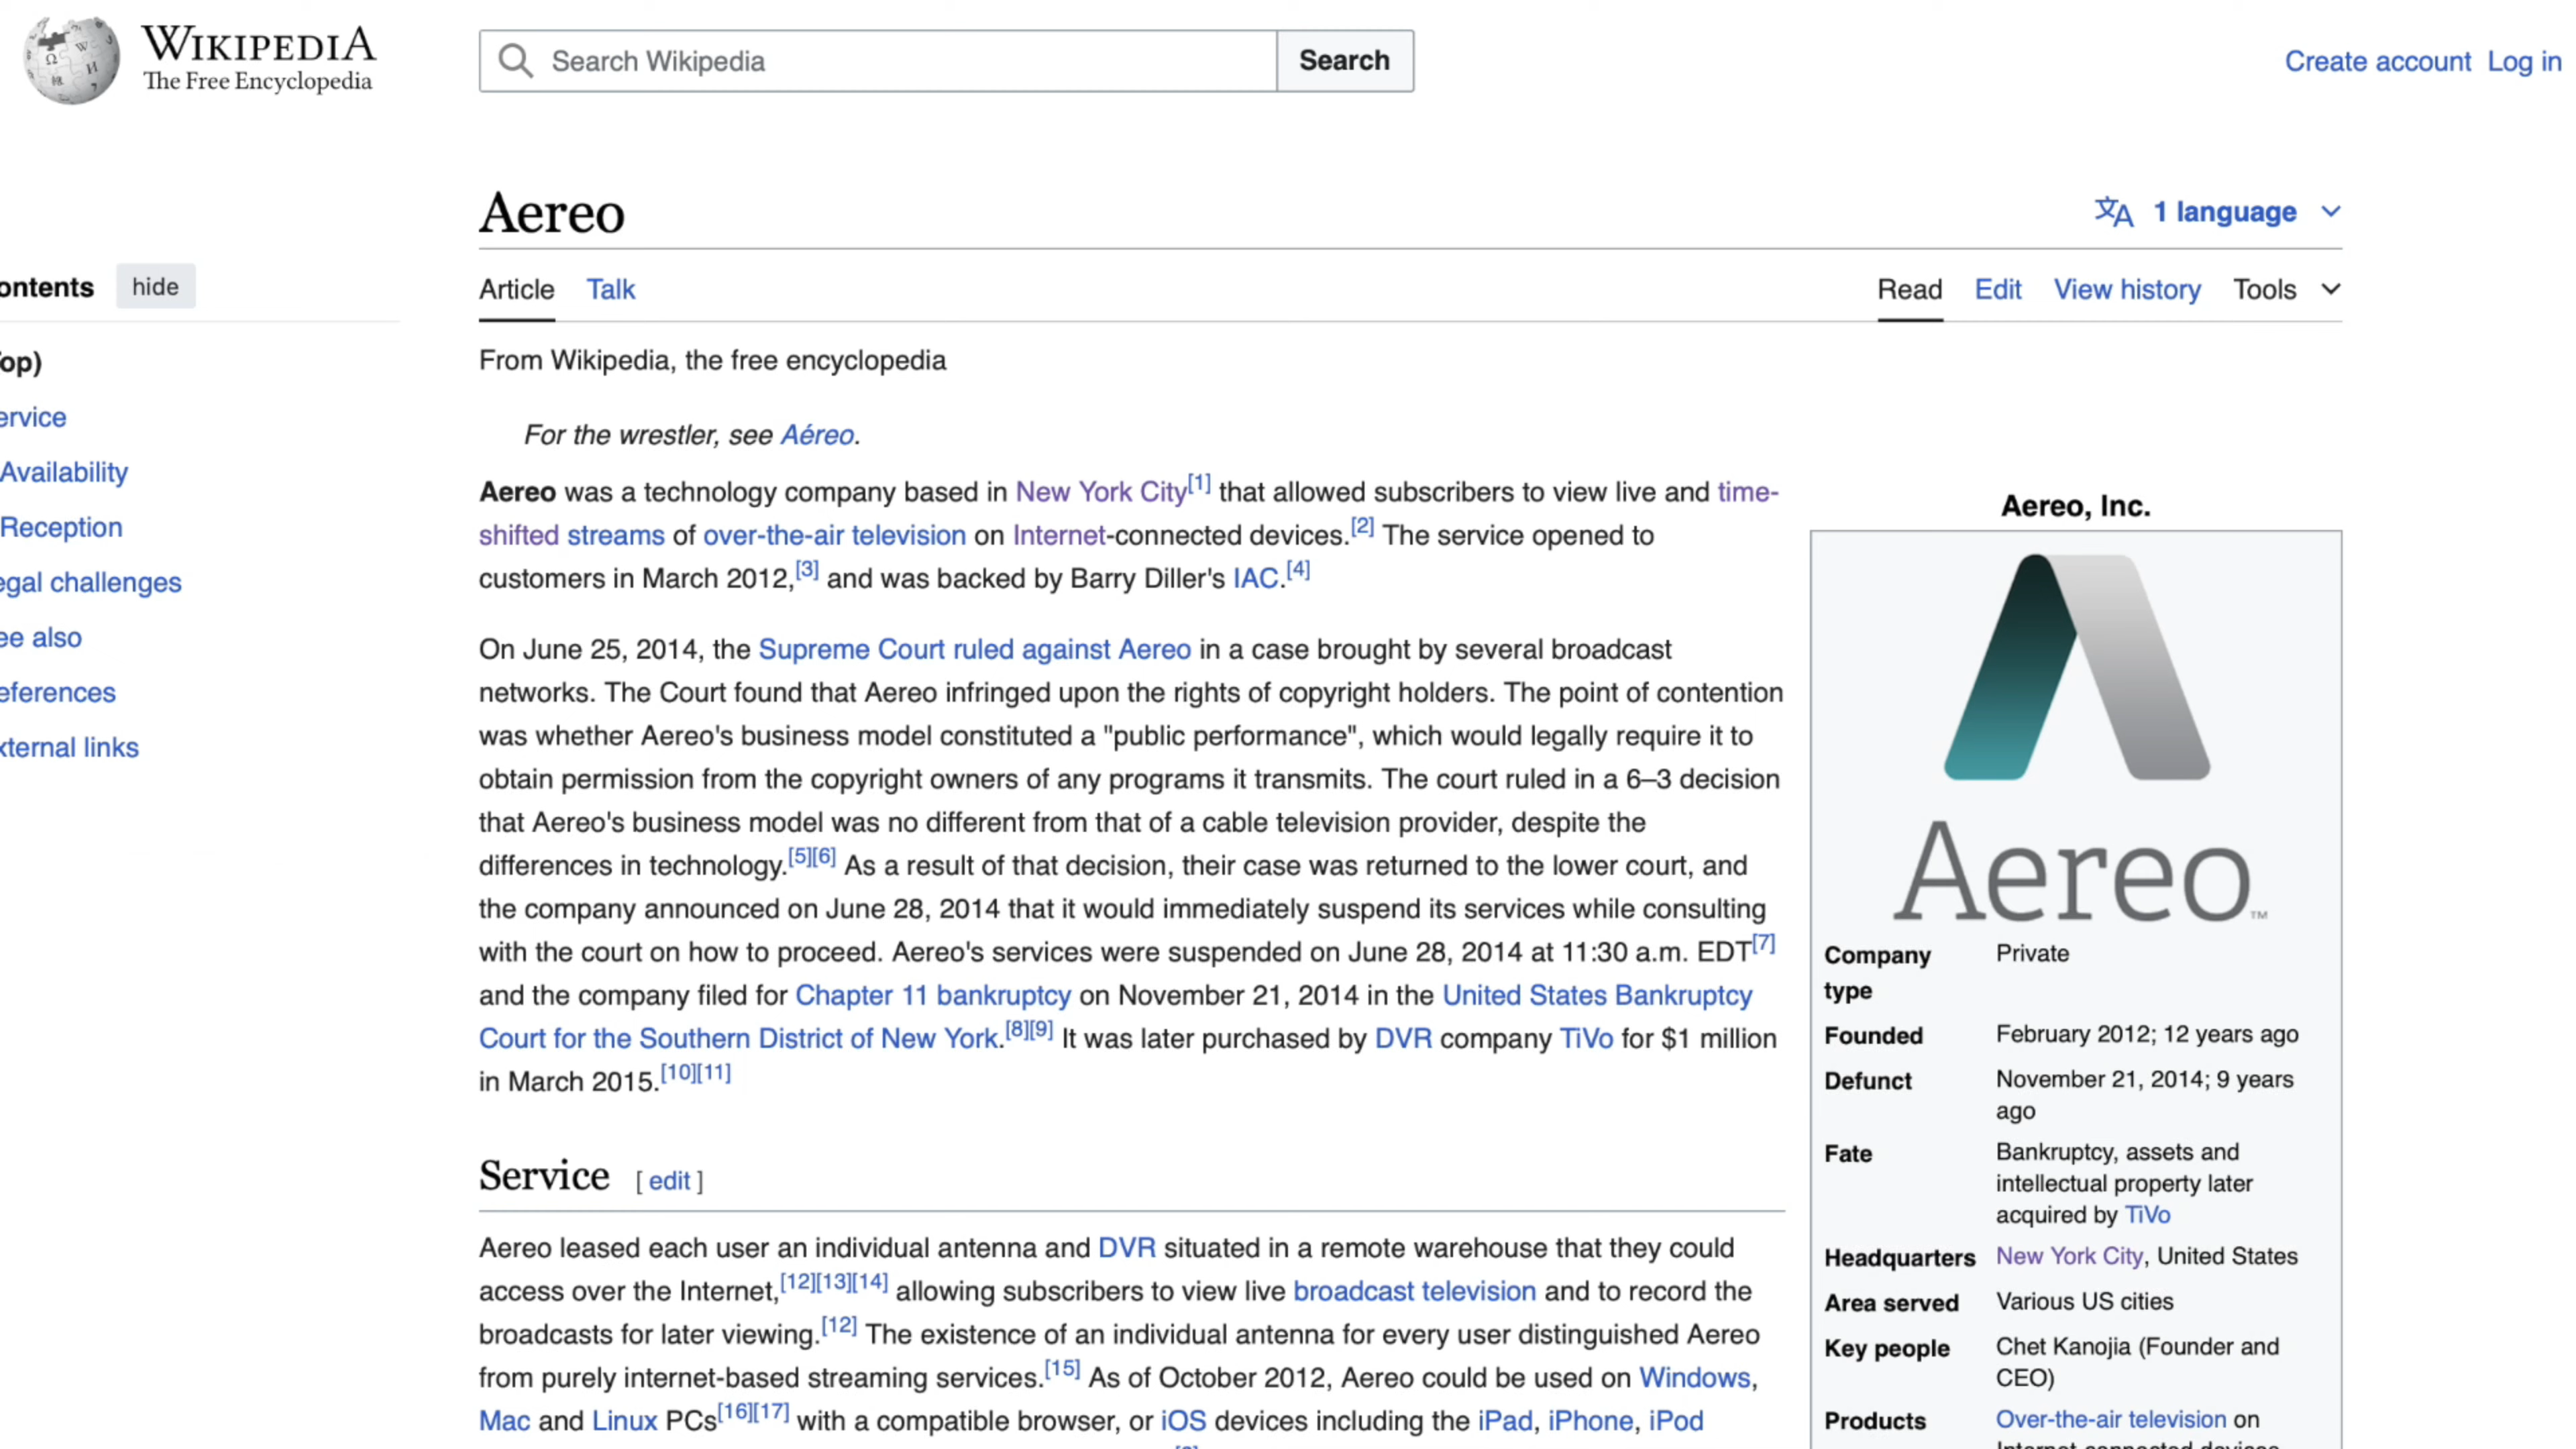 WIKIPEDIA
The Free Encyclopedia
Search Wikipedia
Search
Create account Log in
Aereo
1 language
ontents hide
Article Talk
Read Edit View history Tools
op)
ervice
Availability
Reception
egal challenges
ee also
eferences
xternal links
From Wikipedia, the free encyclopedia
For the wrestler, see Aéreo.
Aereo was a technology company based in New York City[1] that allowed subscribers to view live and time-
shifted streams of over-the-air television on Internet-connected devices.[2] The service opened to
customers in March 2012,[3] and was backed by Barry Diller's IAC.[4]
On June 25, 2014, the Supreme Court ruled against Aereo in a case brought by several broadcast
networks. The Court found that Aereo infringed upon the rights of copyright holders. The point of contention
was whether Aereo's business model constituted a "public performance", which would legally require it to
obtain permission from the copyright owners of any programs it transmits. The court ruled in a 6–3 decision
that Aereo's business model was no different from that of a cable television provider, despite the
differences in technology.[5][6] As a result of that decision, their case was returned to the lower court, and
the company announced on June 28, 2014 that it would immediately suspend its services while consulting
with the court on how to proceed. Aereo's services were suspended on June 28, 2014 at 11:30 a.m. EDT[7]
and the company filed for Chapter 11 bankruptcy on November 21, 2014 in the United States Bankruptcy
Court for the Southern District of New York.[8][9] It was later purchased by DVR company TiVo for $1 million
in March 2015.[10][11]
Service [ edit ]
Aereo leased each user an individual antenna and DVR situated in a remote warehouse that they could
access over the Internet,[12][13][14] allowing subscribers to view live broadcast television and to record the
broadcasts for later viewing.[12] The existence of an individual antenna for every user distinguished Aereo
from purely internet-based streaming services.[15] As of October 2012, Aereo could be used on Windows,
Mac and Linux PCs[16][17] with a compatible browser, or iOS devices including the iPad, iPhone, iPod
Aereo, Inc.
Aereo™
Company type Private
Founded February 2012; 12 years ago
Defunct November 21, 2014; 9 years
ago
Fate Bankruptcy, assets and
intellectual property later
acquired by TiVo
Headquarters New York City, United States
Area served Various US cities
Key people Chet Kanojia (Founder and
CEO)
Products Over-the-air television on